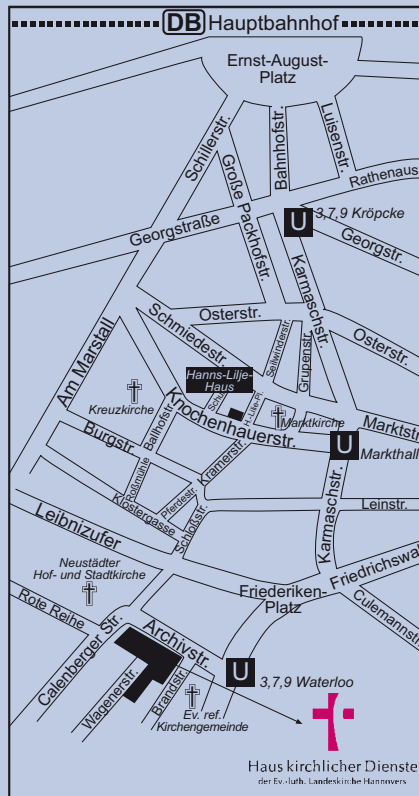 DB Hauptbahnhof
Ernst-August-
Platz
Schillerstr.
Große Packhofstr.
Bahnhofstr.
Luisenstr.
Rathenaus
Georgstraße
U 3,7,9 Kröpcke
Georgstr.
Karmaschstr.
Osterstr.
Schmiedestr.
Seilwinderstr.
Grupenstr.
Osterstr.
Am Marstall
Hanns-Lilje-
Haus
Kreuzkirche
Schu
H.-Lilje-Pl.
Marktkirche
Knochenhauerstr.
Marktstr
U
Markthall
Burgstr.
Ballhofstr.
Kramerstr.
Roßmühle
Pferdestr.
Klostergasse
Schloßstr.
Leinstr.
Karmaschstr.
Leibnizufer
Neustädter
Hof- und Stadtkirche
Friederiken-
Platz
Friedrichswal
Culemannstr
Rote Reihe
Calenberger Str.
Archivstr.
Wagenerstr.
Brandstr.
U
3,7,9 Waterloo
Ev. ref.
Kirchengemeinde
Haus kirchlicher Dienste
der Ev.-luth. Landeskirche Hannovers